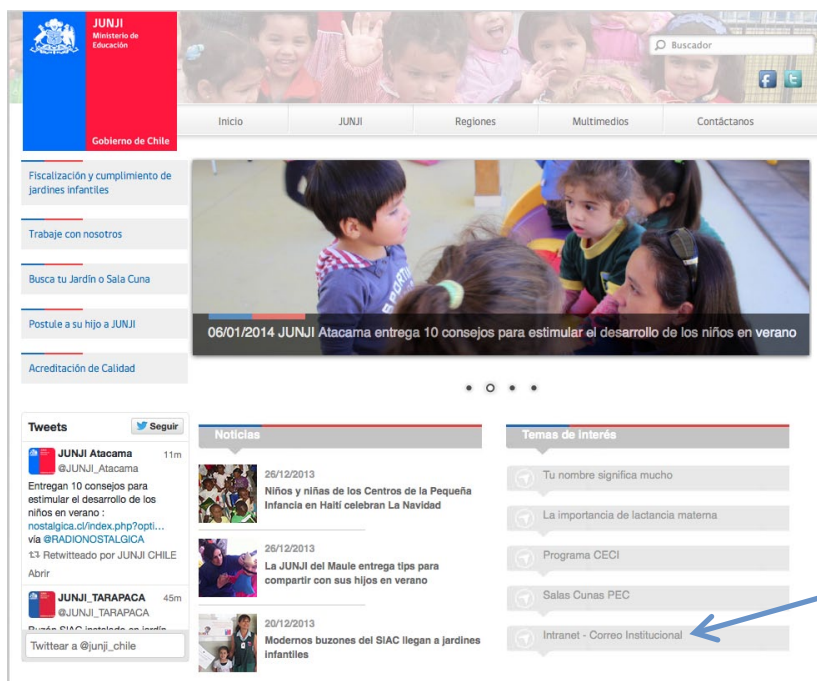 JUNJI
Ministerio de
Educación
Gobierno de Chile
Buscador
Inicio
JUNJI
Regiones
Multimedios
Contáctanos
Fiscalización y cumplimiento de
jardines infantiles
Trabaje con nosotros
Busca tu Jardín o Sala Cuna
Postule a su hijo a JUNJI
Acreditación de Calidad
06/01/2014 JUNJI Atacama entrega 10 consejos para estimular el desarrollo de los niños en verano
Tweets
Seguir
JUNJI Atacama 11m
@JUNJI_Atacama
Entregan 10 consejos para
estimular el desarrollo de los
niños en verano :
nostalgica.cl/index.php?opti…
vía @RADIONOSTALGICA
Retwitteado por JUNJI CHILE
Abrir
JUNJI_TARAPACA 45m
@JUNJI_TARAPACA
Buzón SIAC instalado en jardín
Twittear a @junji_chile
Noticias
26/12/2013
Niños y niñas de los Centros de la Pequeña
Infancia en Haití celebran La Navidad
26/12/2013
La JUNJI del Maule entrega tips para
compartir con sus hijos en verano
20/12/2013
Modernos buzones del SIAC llegan a jardines
infantiles
Temas de interés
Tu nombre significa mucho
La importancia de lactancia materna
Programa CECI
Salas Cunas PEC
Intranet - Correo Institucional